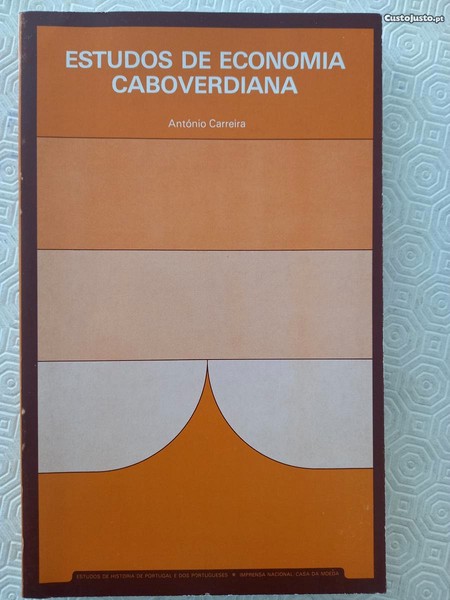 CustoJusto.pt
ESTUDOS DE ECONOMIA
CABOVERDIANA
António Carreira
ESTUDOS DE HISTÓRIA DE PORTUGAL E DOS PORTUGUESES • IMPRENSA NACIONAL-CASA DA MOEDA